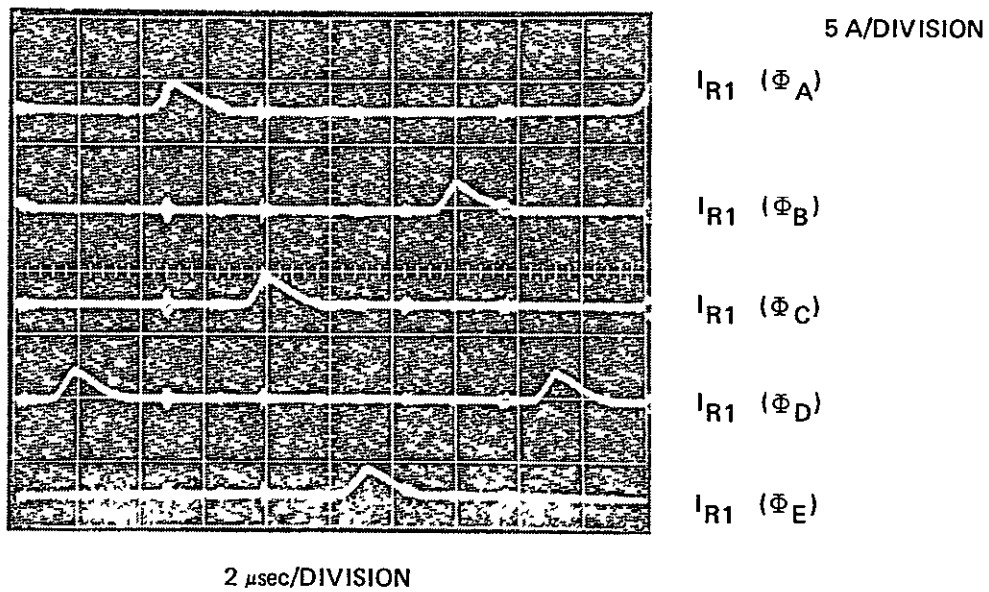 5 A/DIVISION
I_R1 (Φ_A)
I_R1 (Φ_B)
I_R1 (Φ_C)
I_R1 (Φ_D)
I_R1 (Φ_E)
2 μsec/DIVISION